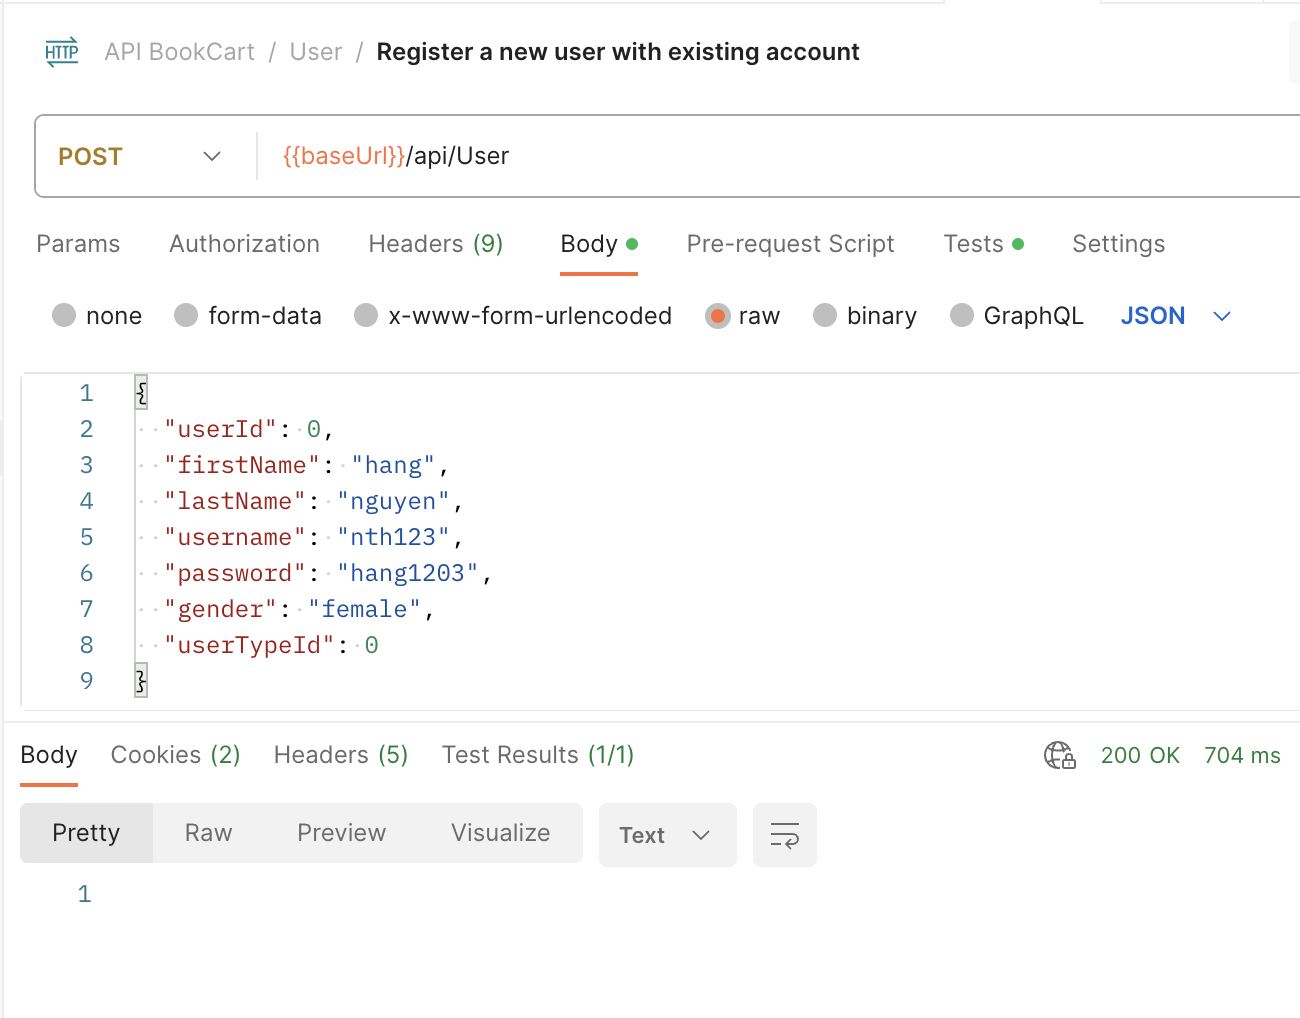 HTTP API BookCart / User / Register a new user with existing account
POST {{baseUrl}}/api/User
Params Authorization Headers (9) Body Pre-request Script Tests Settings
none form-data x-www-form-urlencoded raw binary GraphQL JSON
1 {
2 "userId": 0,
3 "firstName": "hang",
4 "lastName": "nguyen",
5 "username": "nth123",
6 "password": "hang1203",
7 "gender": "female",
8 "userTypeId": 0
9 }
Body Cookies (2) Headers (5) Test Results (1/1) 200 OK 704 ms
Pretty Raw Preview Visualize Text
1